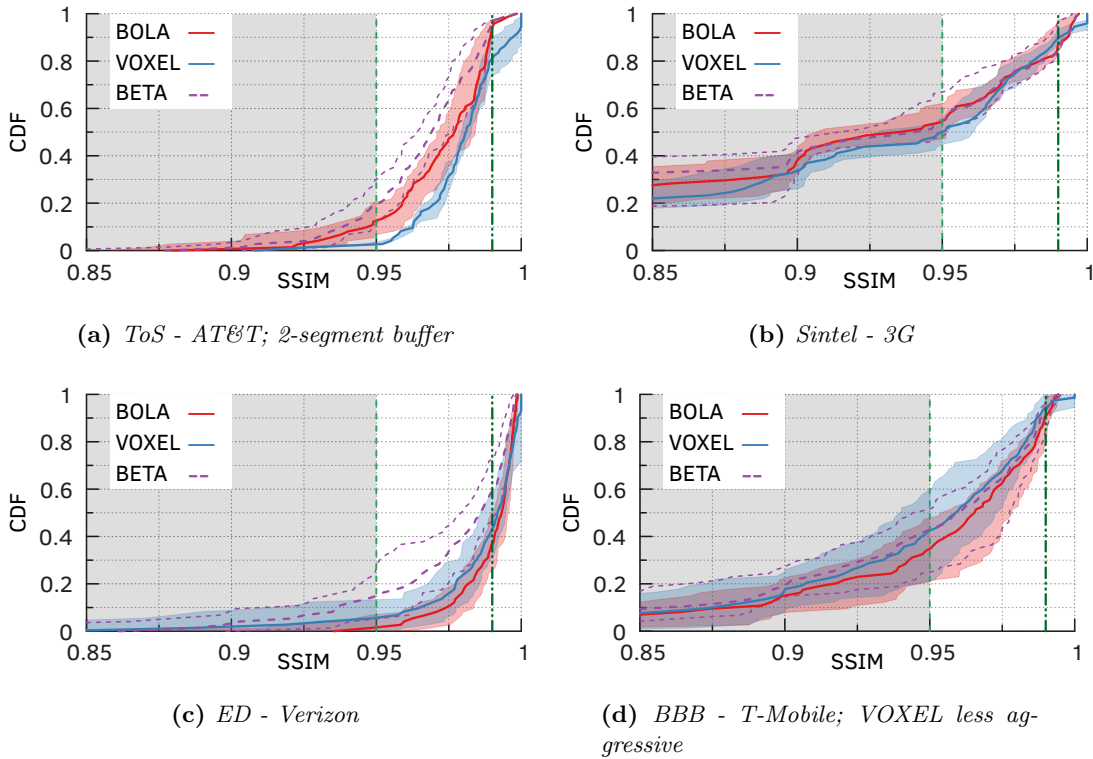 1
0.8
0.6
0.4
0.2
0
CDF
BOLA
VOXEL
BETA
0.85
0.9
0.95
1
SSIM
(a) ToS - AT&T; 2-segment buffer
1
0.8
0.6
0.4
0.2
0
CDF
BOLA
VOXEL
BETA
0.85
0.9
0.95
1
SSIM
(b) Sintel - 3G
1
0.8
0.6
0.4
0.2
0
CDF
BOLA
VOXEL
BETA
0.85
0.9
0.95
1
SSIM
(c) ED - Verizon
1
0.8
0.6
0.4
0.2
0
CDF
BOLA
VOXEL
BETA
0.85
0.9
0.95
1
SSIM
(d) BBB - T-Mobile; VOXEL less ag-
gressive